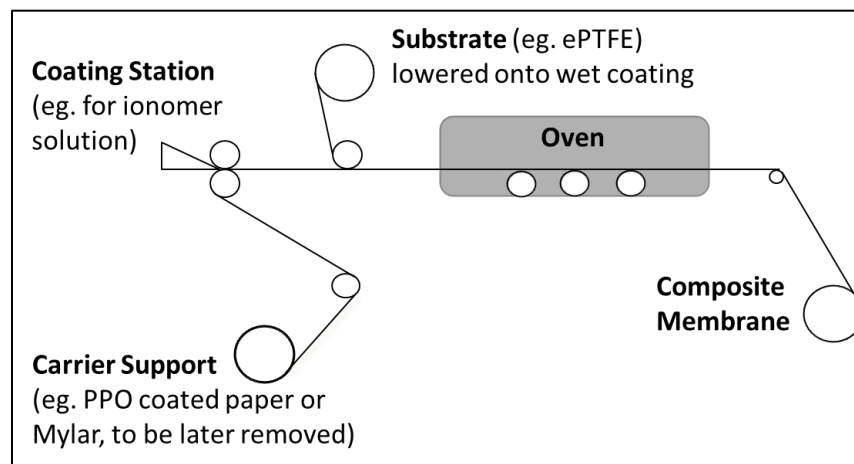 Coating Station
(eg. for ionomer
solution)
Substrate (eg. ePTFE)
lowered onto wet coating
Oven
Composite
Membrane
Carrier Support
(eg. PPO coated paper or
Mylar, to be later removed)